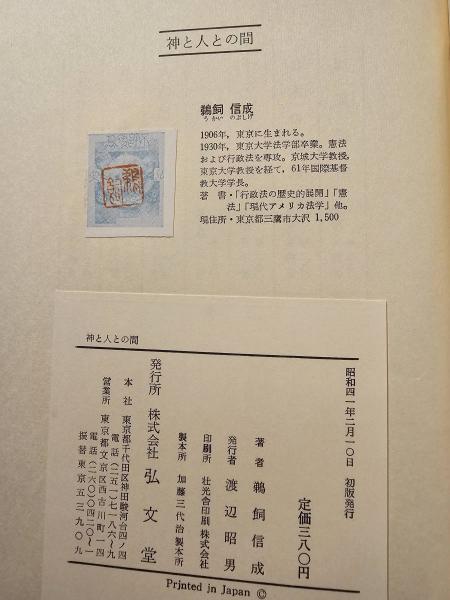 神と人との間
鵜飼 信成
うかい のぶしげ
1906年，東京に生まれる。
1930年，東京大学法学部卒業。憲法
および行政法を専攻。京城大学教授，
東京大学教授を経て，61年国際基督
教大学学長。
著 書・「行政法の歴史的展開」「憲
法」「現代アメリカ法学」他。
現住所・東京都三鷹市大沢 1,500
神と人との間
昭和四一年二月一〇日 初版発行
定価三八〇円
著者 鵜飼信成
発行者 渡辺昭男
印刷所 壮光舎印刷株式会社
製本所 加藤三代治製本所
発行所 株式会社 弘文堂
本社 東京都千代田区神田駿河台四ノ四
電話（二五一）七一八六〜九
営業所 東京都文京区西古川町一一四
電話（二六〇）〇四二〇〜一
振替東京五三九〇九
Printed in Japan ©